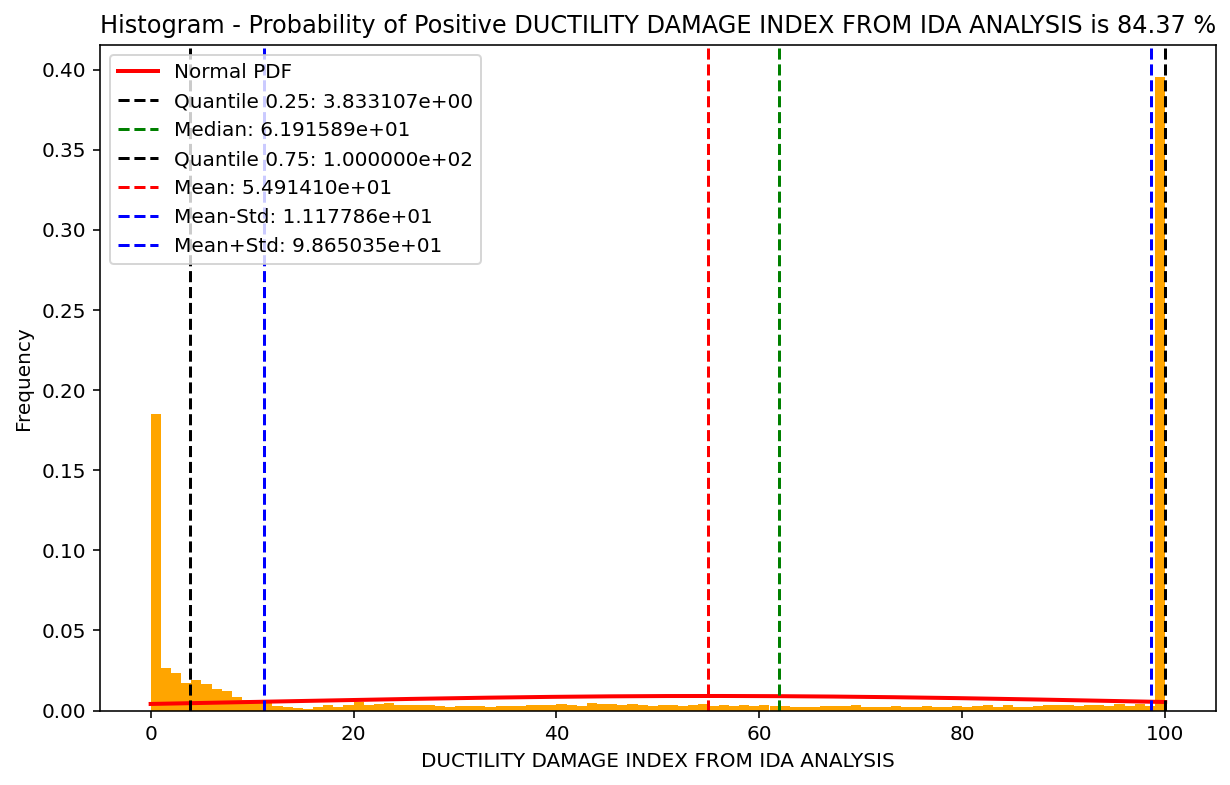 Histogram - Probability of Positive DUCTILITY DAMAGE INDEX FROM IDA ANALYSIS is 84.37 %
Normal PDF
Quantile 0.25: 3.833107e+00
Median: 6.191589e+01
Quantile 0.75: 1.000000e+02
Mean: 5.491410e+01
Mean-Std: 1.117786e+01
Mean+Std: 9.865035e+01
Frequency
0.40
0.35
0.30
0.25
0.20
0.15
0.10
0.05
0.00
0
20
40
60
80
100
DUCTILITY DAMAGE INDEX FROM IDA ANALYSIS